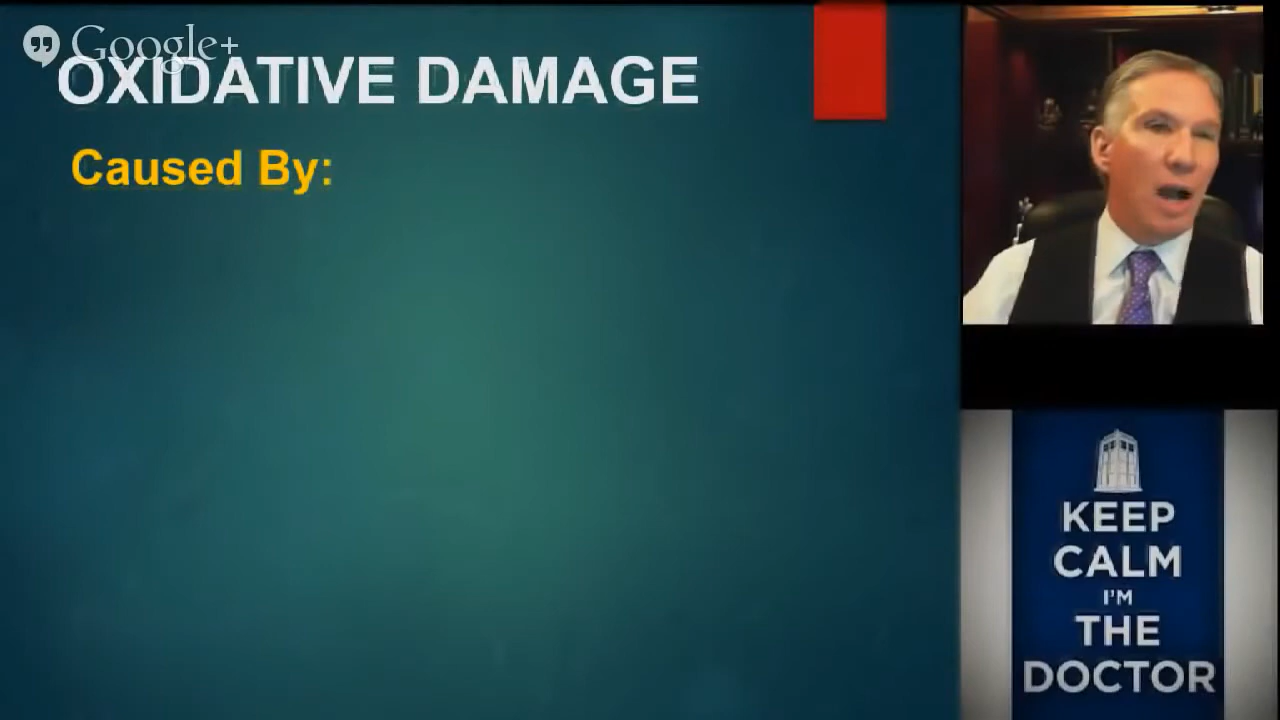 Google+
OXIDATIVE DAMAGE
Caused By:
KEEP
CALM
I'M
THE
DOCTOR